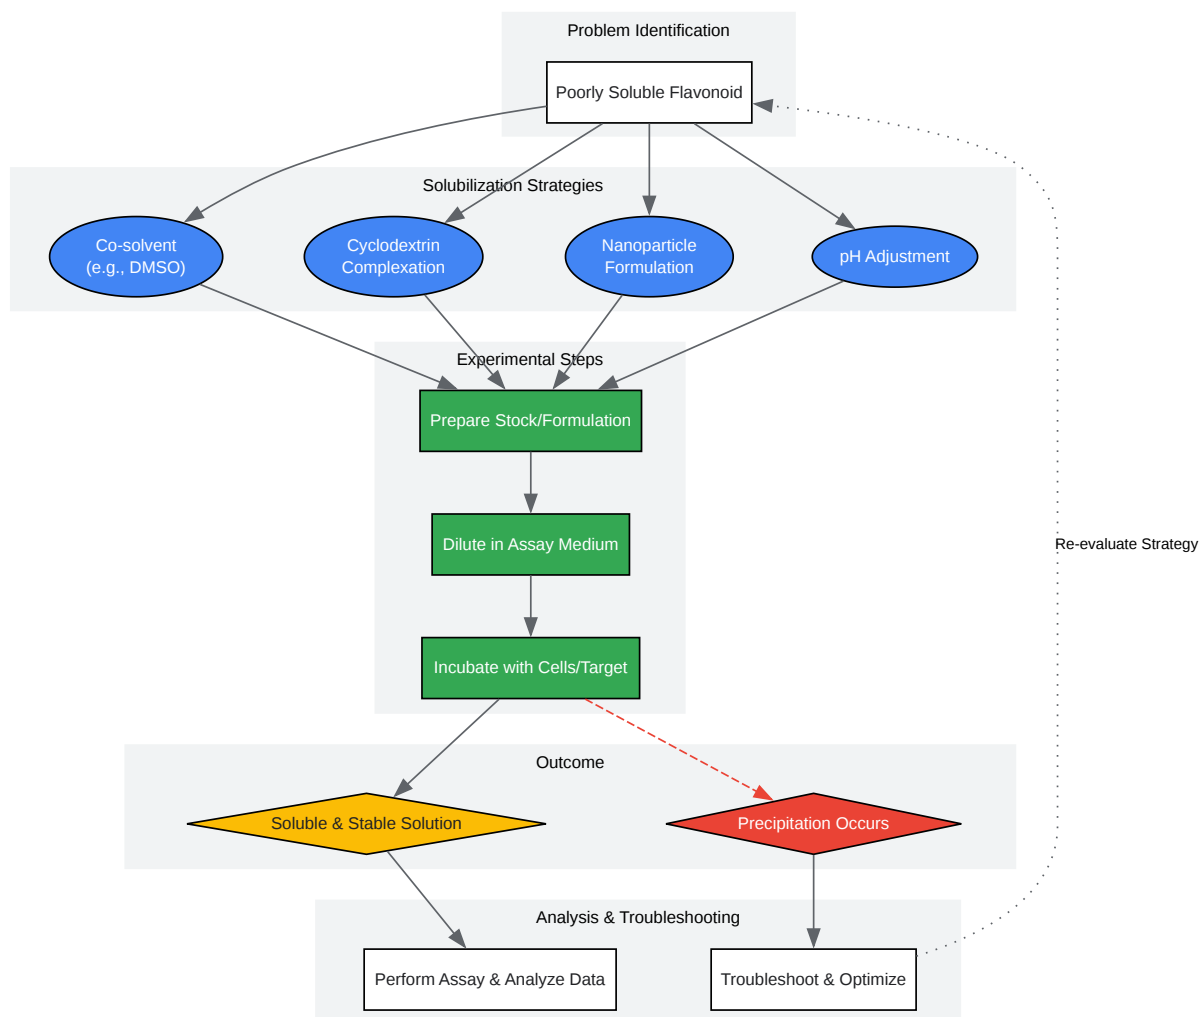 Problem Identification
Poorly Soluble Flavonoid
Solubilization Strategies
Co-solvent
(e.g., DMSO)
Cyclodextrin
Complexation
Nanoparticle
Formulation
pH Adjustment
Experimental Steps
Prepare Stock/Formulation
Dilute in Assay Medium
Re-evaluate Strategy
Incubate with Cells/Target
Outcome
Soluble & Stable Solution
Precipitation Occurs
Analysis & Troubleshooting
Perform Assay & Analyze Data
Troubleshoot & Optimize